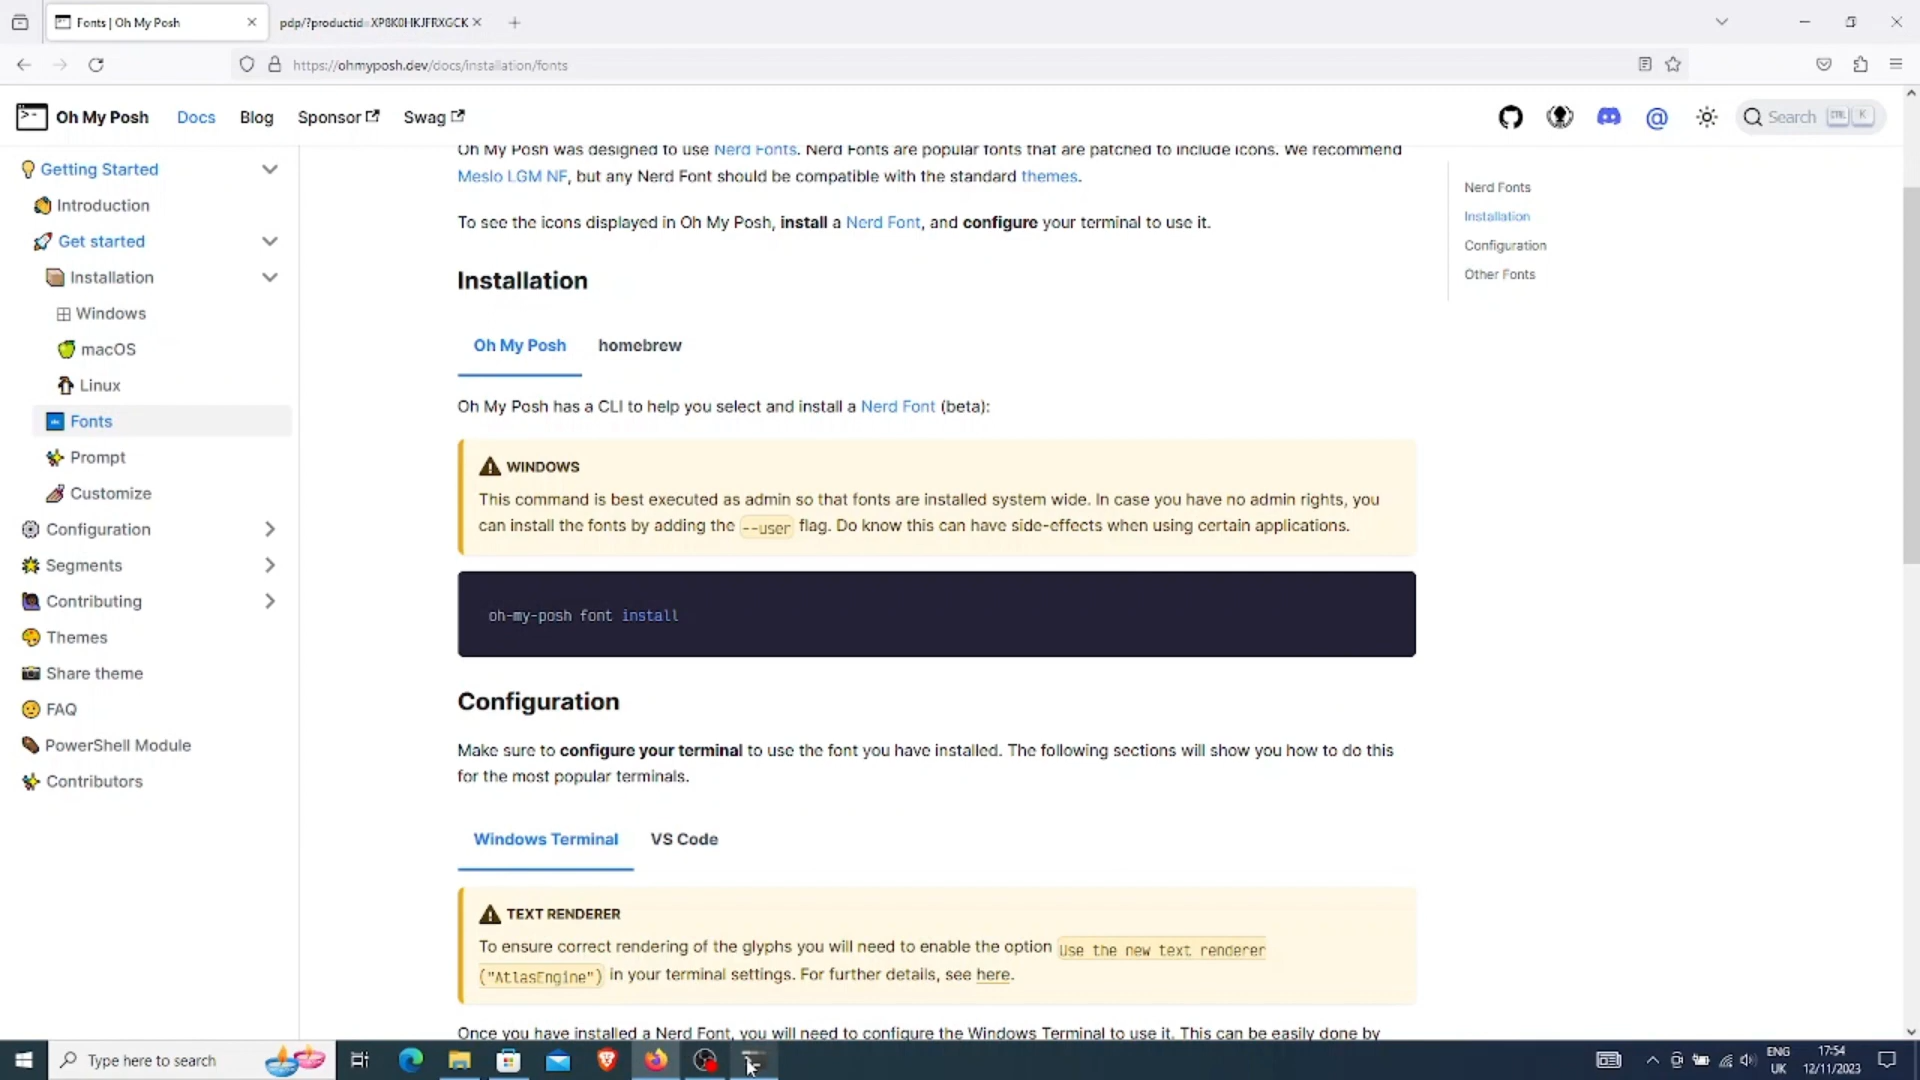 Fonts | Oh My Posh
pdp/?productid=XP8K0HKJFRXGCK
https://ohmyposh.dev/docs/installation/fonts
Oh My Posh
Docs
Blog
Sponsor
Swag
Search
CTRL
K
Getting Started
Introduction
Get started
Installation
Windows
macOS
Linux
Fonts
Prompt
Customize
Configuration
Segments
Contributing
Themes
Share theme
FAQ
PowerShell Module
Contributors
Oh My Posh was designed to use Nerd Fonts. Nerd Fonts are popular fonts that are patched to include icons. We recommend
Meslo LGM NF, but any Nerd Font should be compatible with the standard themes.
To see the icons displayed in Oh My Posh, install a Nerd Font, and configure your terminal to use it.
Installation
Oh My Posh
homebrew
Oh My Posh has a CLI to help you select and install a Nerd Font (beta):
WINDOWS
This command is best executed as admin so that fonts are installed system wide. In case you have no admin rights, you
can install the fonts by adding the --user flag. Do know this can have side-effects when using certain applications.
oh-my-posh font install
Configuration
Make sure to configure your terminal to use the font you have installed. The following sections will show you how to do this
for the most popular terminals.
Windows Terminal
VS Code
TEXT RENDERER
To ensure correct rendering of the glyphs you will need to enable the option Use the new text renderer
("AtlasEngine") in your terminal settings. For further details, see here.
Once you have installed a Nerd Font, you will need to configure the Windows Terminal to use it. This can be easily done by
Nerd Fonts
Installation
Configuration
Other Fonts
Type here to search
ENG
UK
17:54
12/11/2023